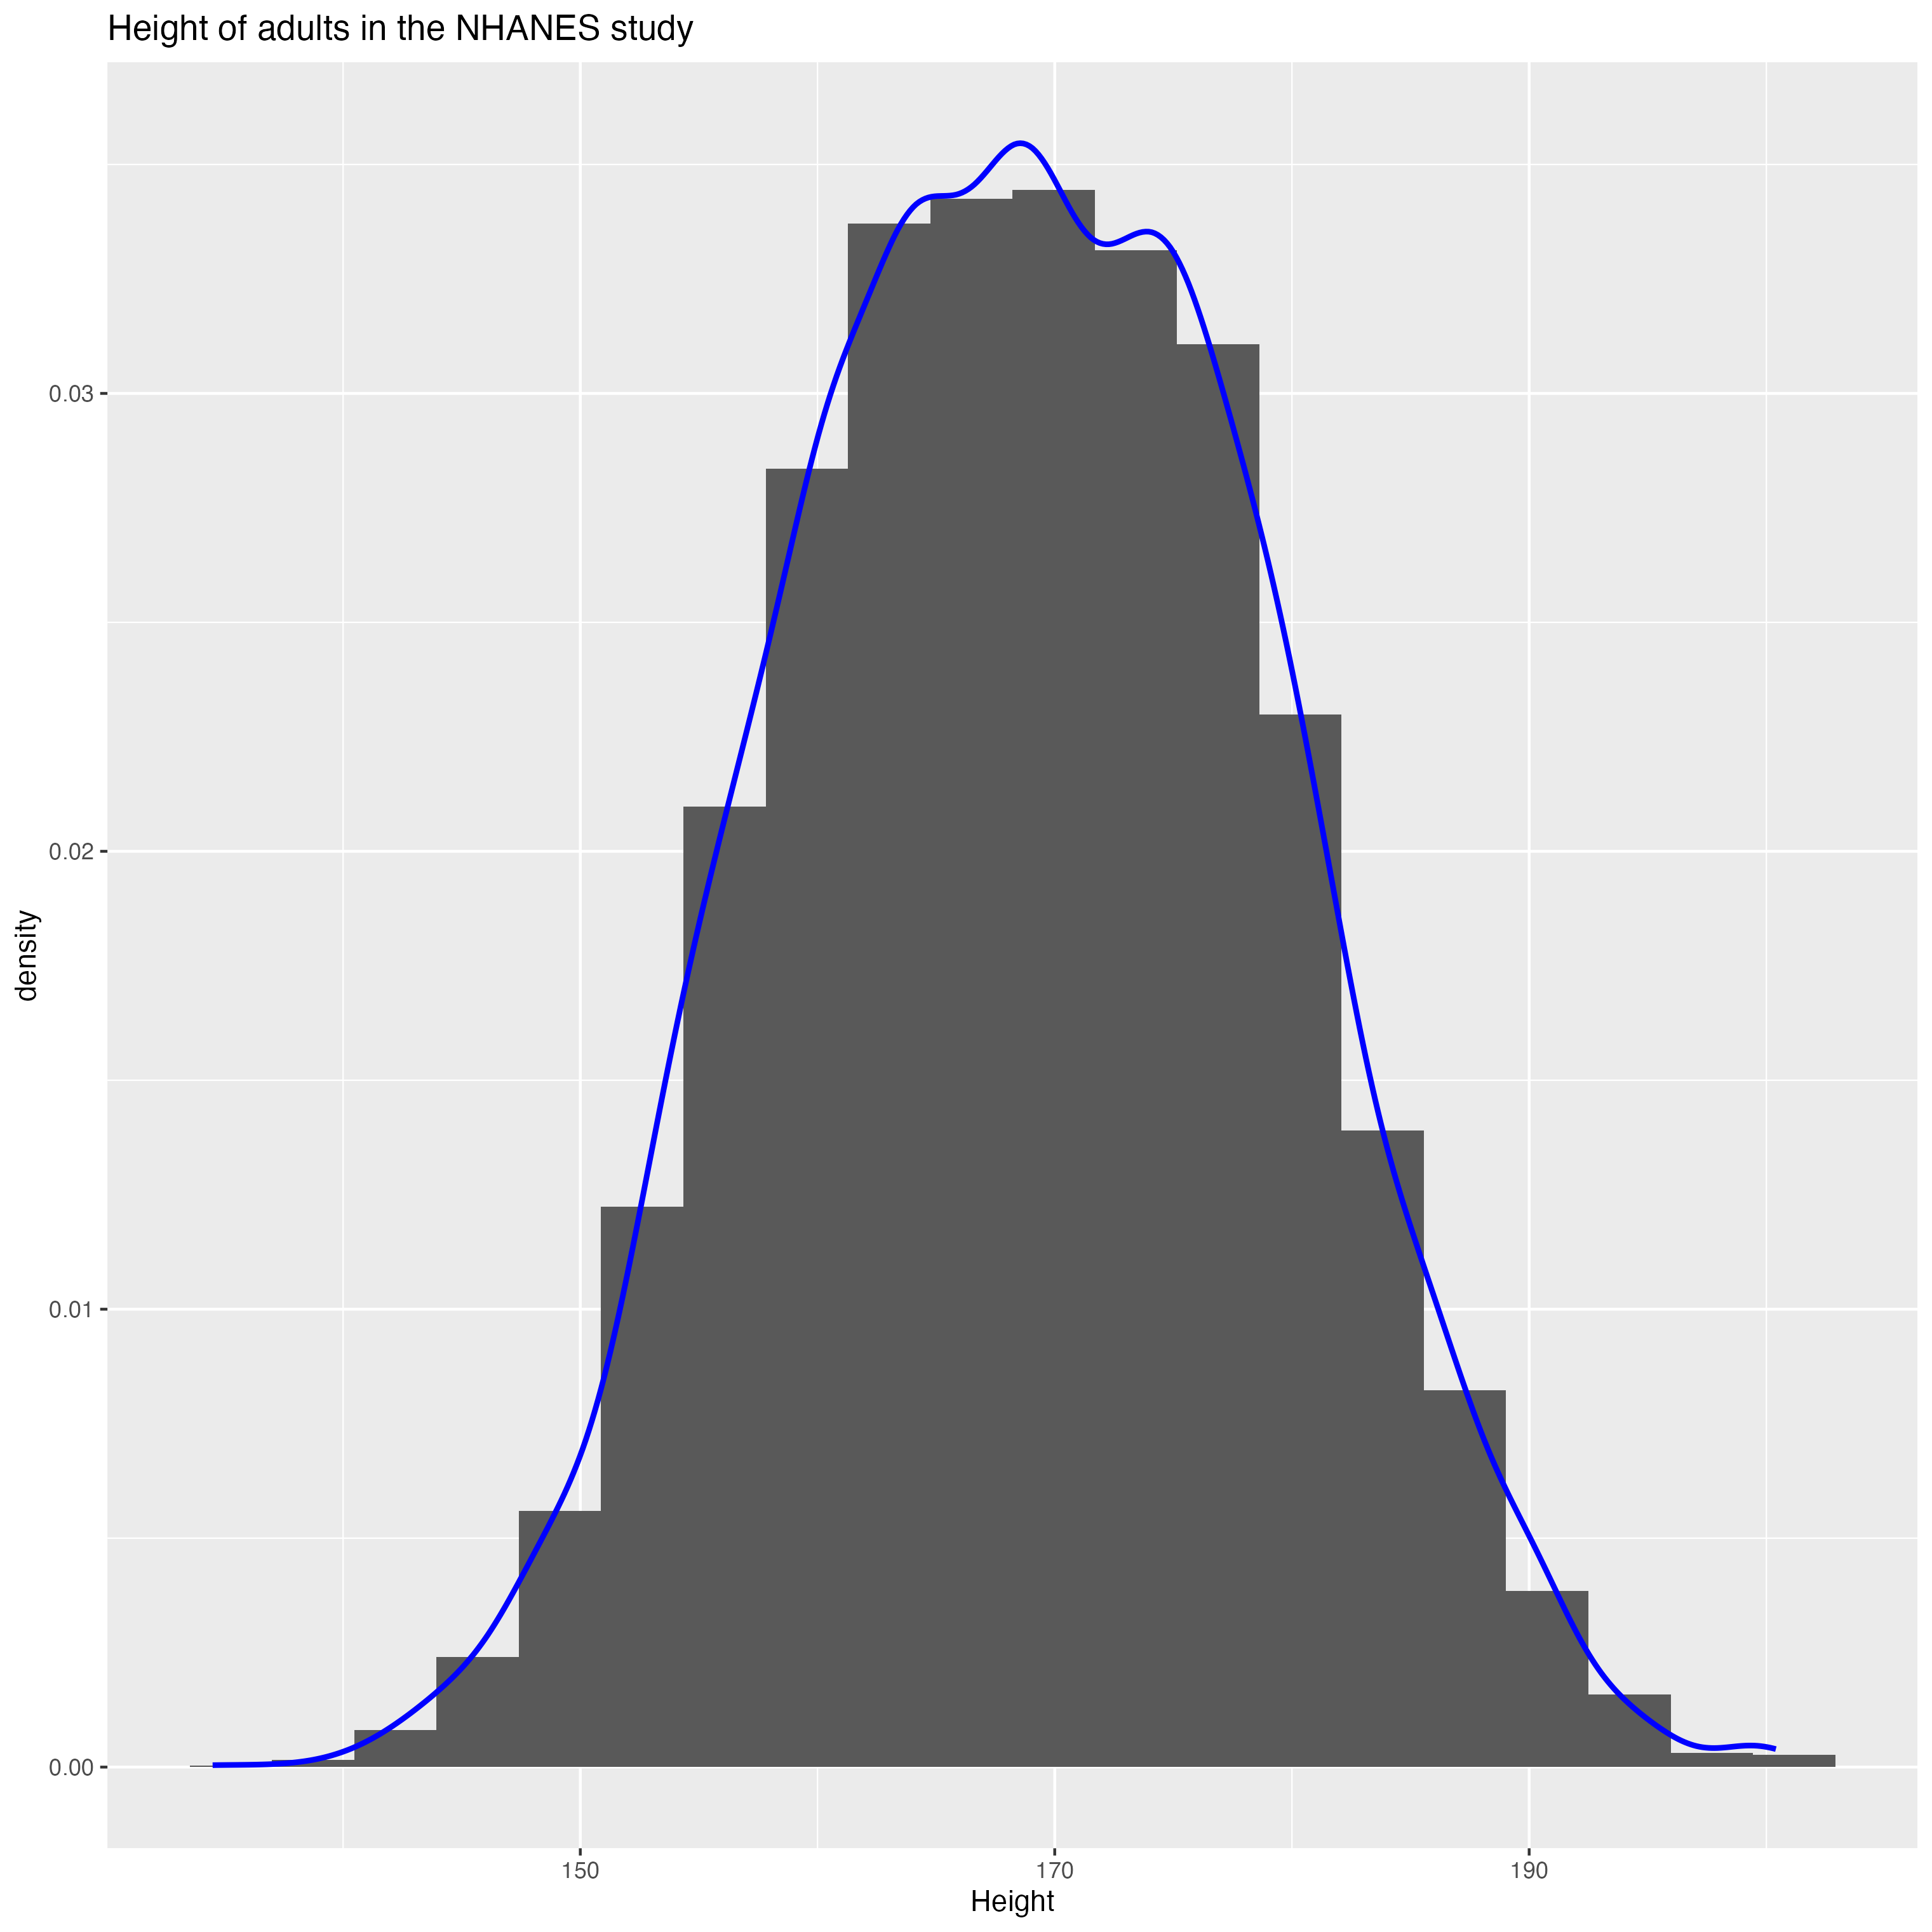 Height of adults in the NHANES study
density
0.03
0.02
0.01
0.00
150 170 190
Height